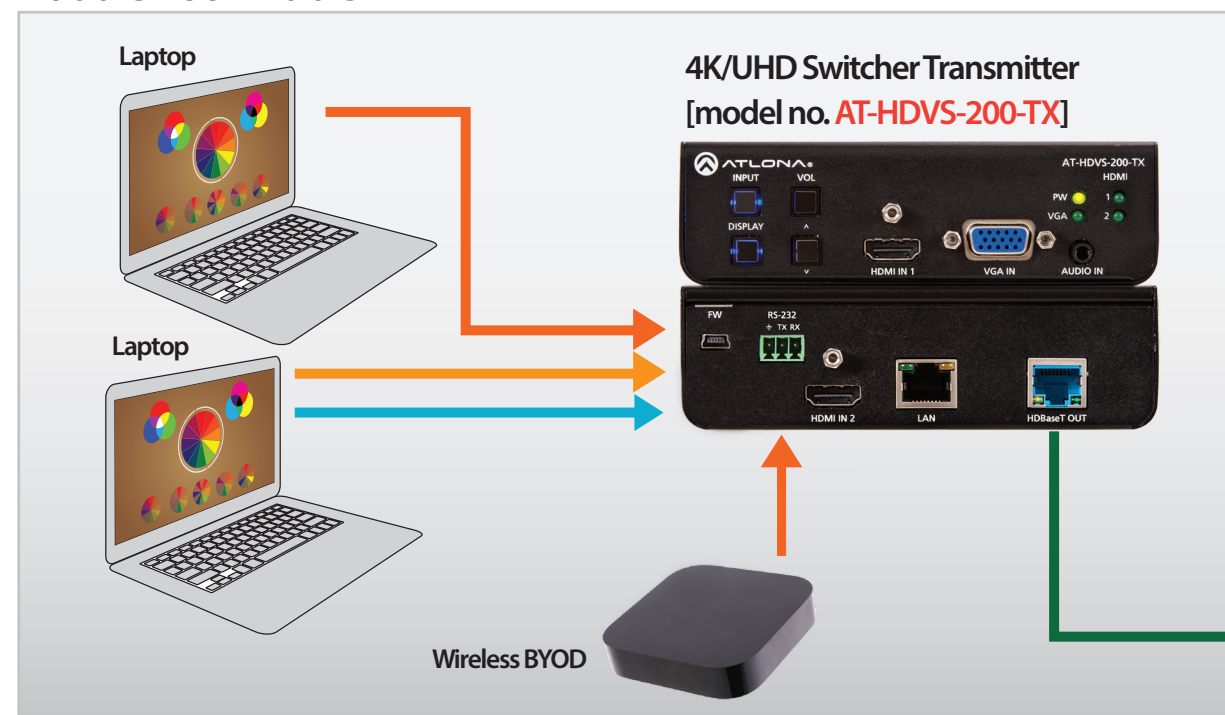 Laptop
4K/UHD Switcher Transmitter
[model no. AT-HDVS-200-TX]
ATLONA®
AT-HDVS-200-TX
INPUT
VOL
HDMI
PW
1
VGA
2
DISPLAY
^
v
HDMI IN 1
VGA IN
AUDIO IN
Laptop
FW
RS-232
TX RX
HDMI IN 2
LAN
HDBaseT OUT
Wireless BYOD